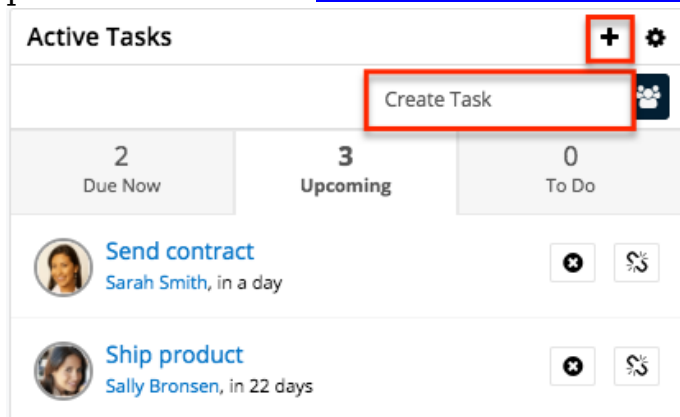 Active Tasks
Create Task
2
Due Now
3
Upcoming
0
To Do
Send contract
Sarah Smith, in a day
Ship product
Sally Bronsen, in 22 days